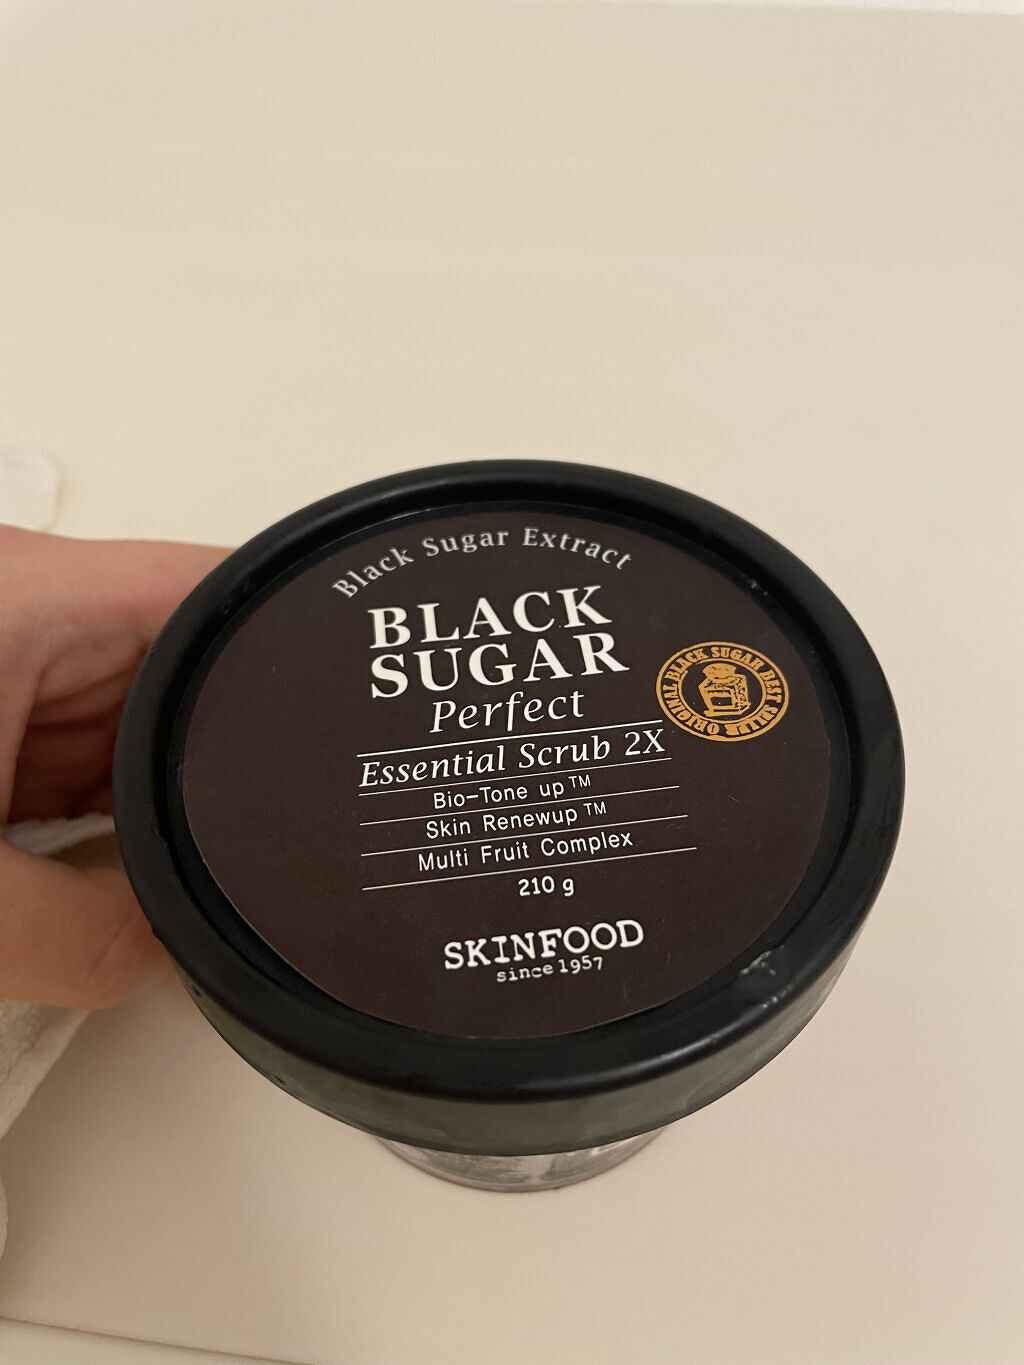 Black Sugar Extract
BLACK
SUGAR
Perfect
Essential Scrub 2X
Bio-Tone up™
Skin Renewup™
Multi Fruit Complex
210 g
SKINFOOD
since 1957
ORIGINAL BLACK SUGAR BEST